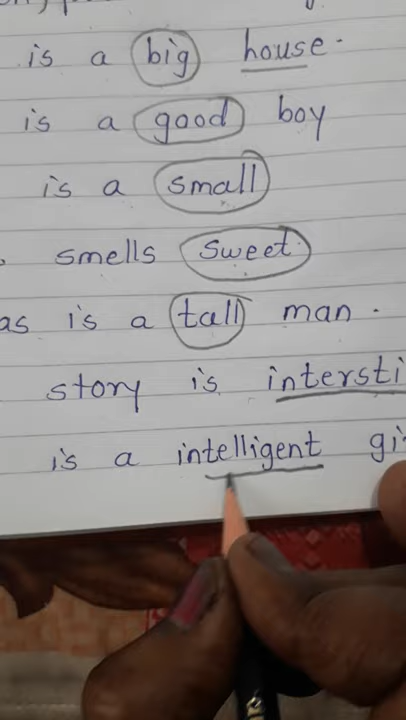 is a big house.
is a good boy
is a small
smells sweet.
as is a tall man.
story is intersti
is a intelligent gi